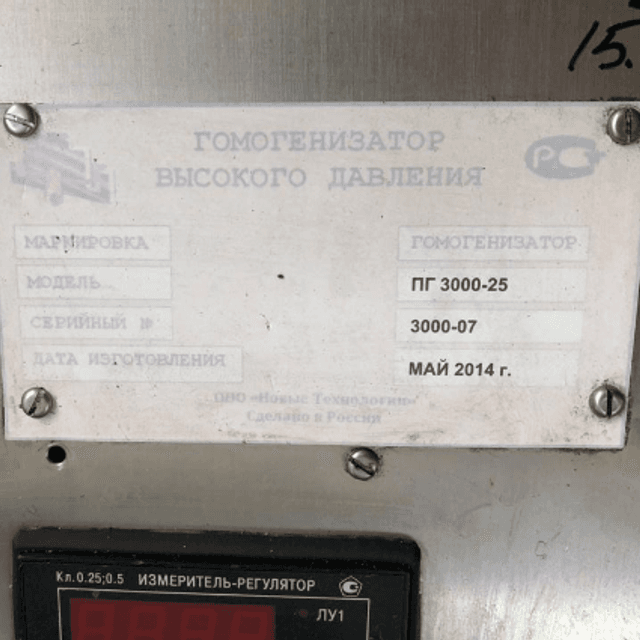 15.
ГОМОГЕНИЗАТОР
ВЫСОКОГО ДАВЛЕНИЯ
РСТ
МАРКИРОВКА ГОМОГЕНИЗАТОР
МОДЕЛЬ ПГ 3000-25
СЕРИЙНЫЙ № 3000-07
ДАТА ИЗГОТОВЛЕНИЯ МАЙ 2014 г.
ООО «Новые Технологии»
Сделано в России
Кл.0.25;0.5 ИЗМЕРИТЕЛЬ-РЕГУЛЯТОР
ЛУ1